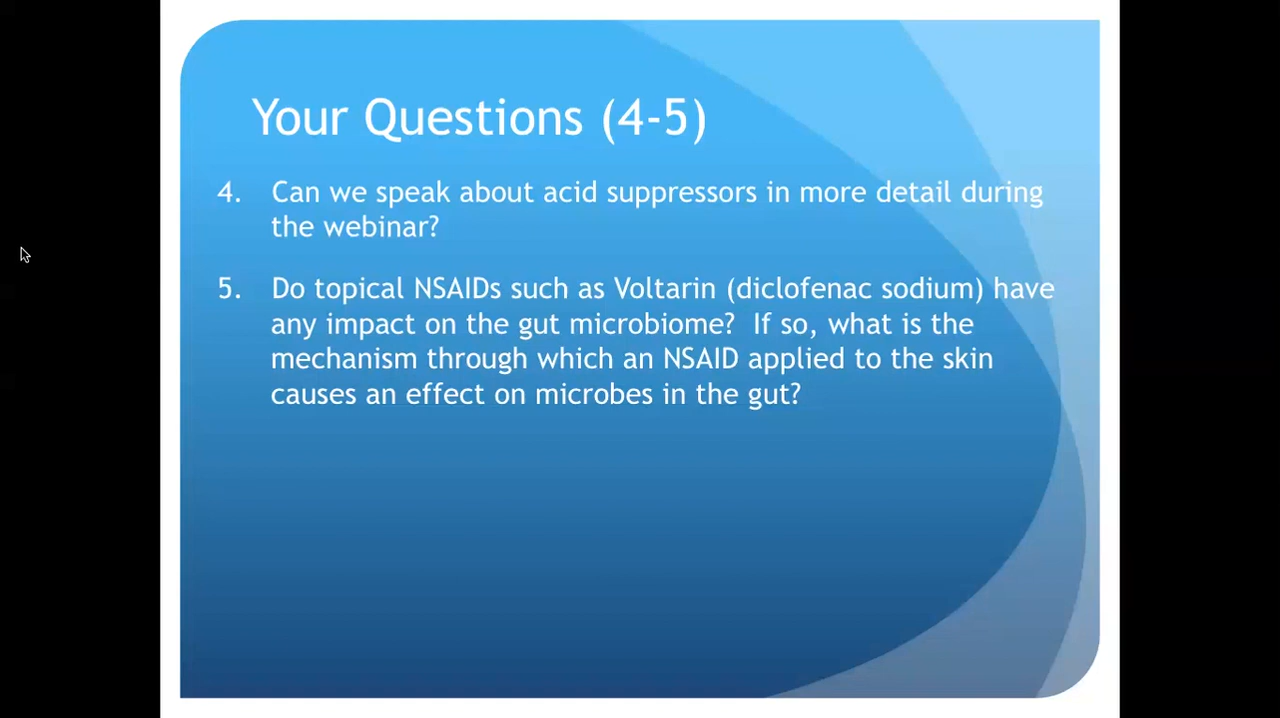 Your Questions (4-5)
4. Can we speak about acid suppressors in more detail during
the webinar?
5. Do topical NSAIDs such as Voltarin (diclofenac sodium) have
any impact on the gut microbiome?  If so, what is the
mechanism through which an NSAID applied to the skin
causes an effect on microbes in the gut?